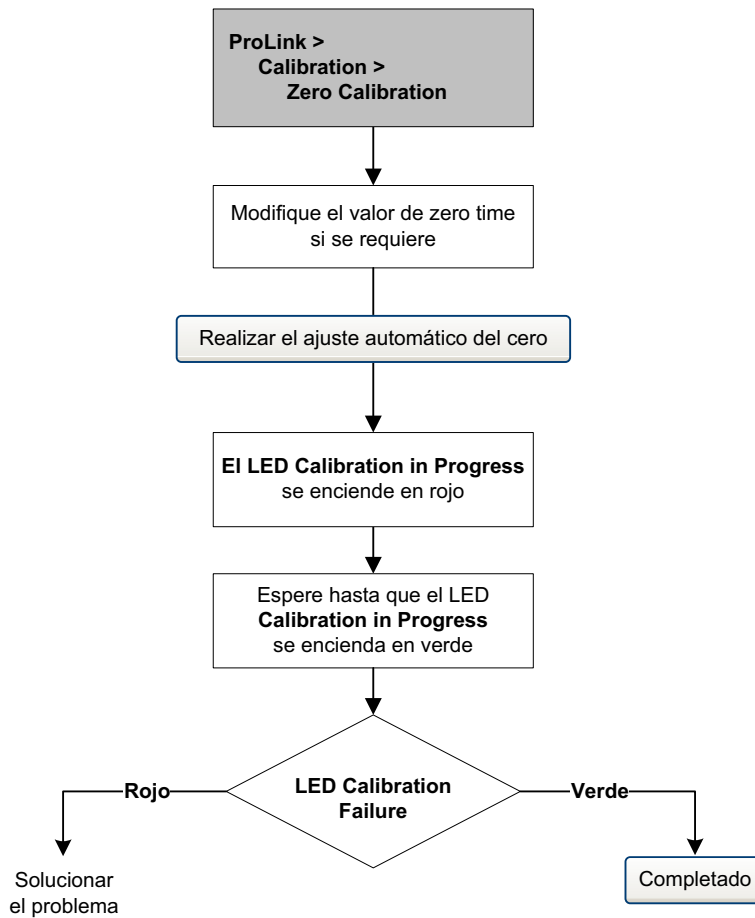 ProLink >
Calibration >
Zero Calibration
Modifique el valor de zero time
si se requiere
Realizar el ajuste automático del cero
El LED Calibration in Progress
se enciende en rojo
Espere hasta que el LED
Calibration in Progress
se encienda en verde
LED Calibration
Failure
Rojo
Verde
Solucionar
el problema
Completado